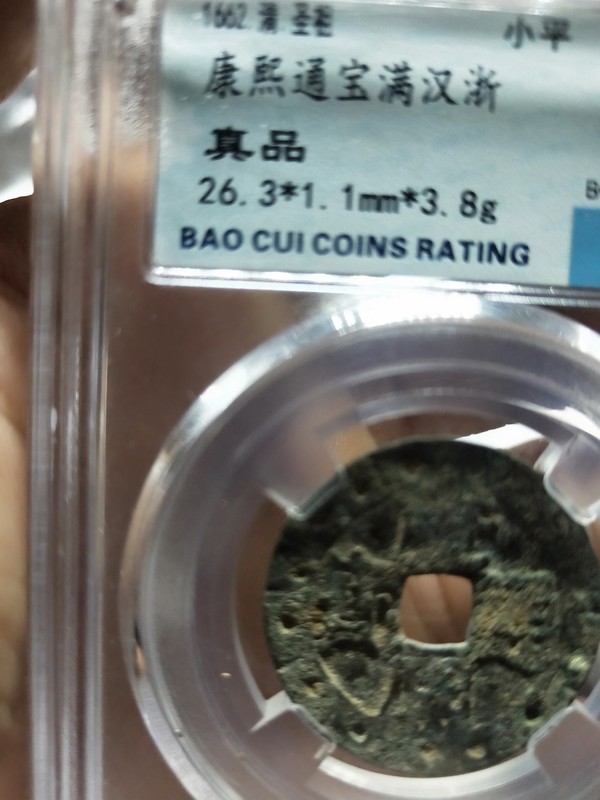 1662 清 圣祖 小平
康熙通宝满汉浙
真品
26.3*1.1mm*3.8g
B
BAO CUI COINS RATING